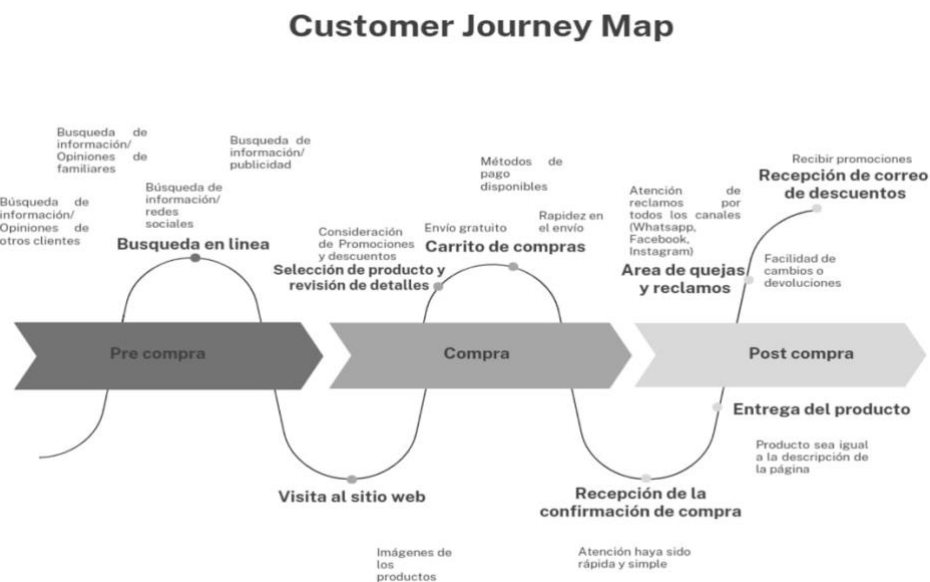 Customer Journey Map
Busqueda de
información/
Opiniones de
familiares
Busqueda de
información/
publicidad
Búsqueda de
información/
Opiniones de
otros clientes
Búsqueda de
información/
redes
sociales
Busqueda en linea
Consideración
de Promociones
y descuentos
Selección de producto y
revisión de detalles
Métodos de
pago
disponibles
Envío gratuito
Rapidez en
el envío
Carrito de compras
Atención de
reclamos por
todos los canales
(Whatsapp,
Facebook,
Instagram)
Area de quejas
y reclamos
Recibir promociones
Recepción de correo
de descuentos
Facilidad de
cambios o
devoluciones
Pre compra
Compra
Post compra
Entrega del producto
Producto sea igual
a la descripción de
la página
Visita al sitio web
Recepción de la
confirmación de compra
Imágenes de
los
productos
Atención haya sido
rápida y simple